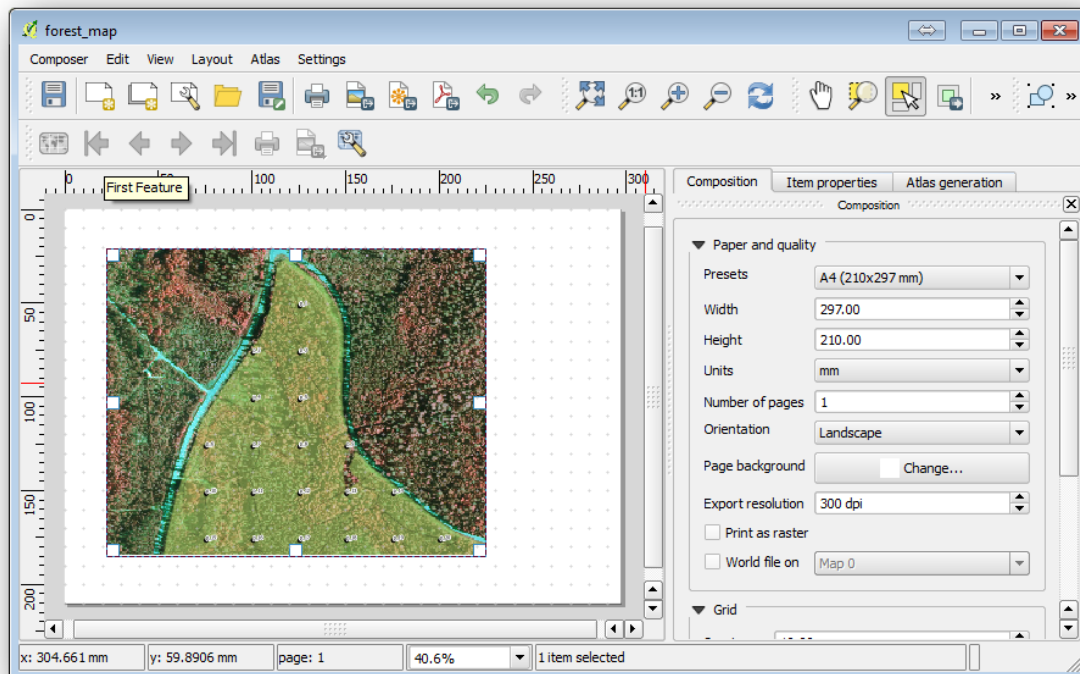 forest_map
Composer Edit View Layout Atlas Settings
1:1
» »
First Feature
0 50 100 150 200 250 300
0
50
100
150
200
Composition Item properties Atlas generation
Composition
Paper and quality
Presets A4 (210x297 mm)
Width 297.00
Height 210.00
Units mm
Number of pages 1
Orientation Landscape
Page background Change...
Export resolution 300 dpi
Print as raster
World file on Map 0
Grid
x: 304.661 mm y: 59.8906 mm page: 1 40.6% 1 item selected